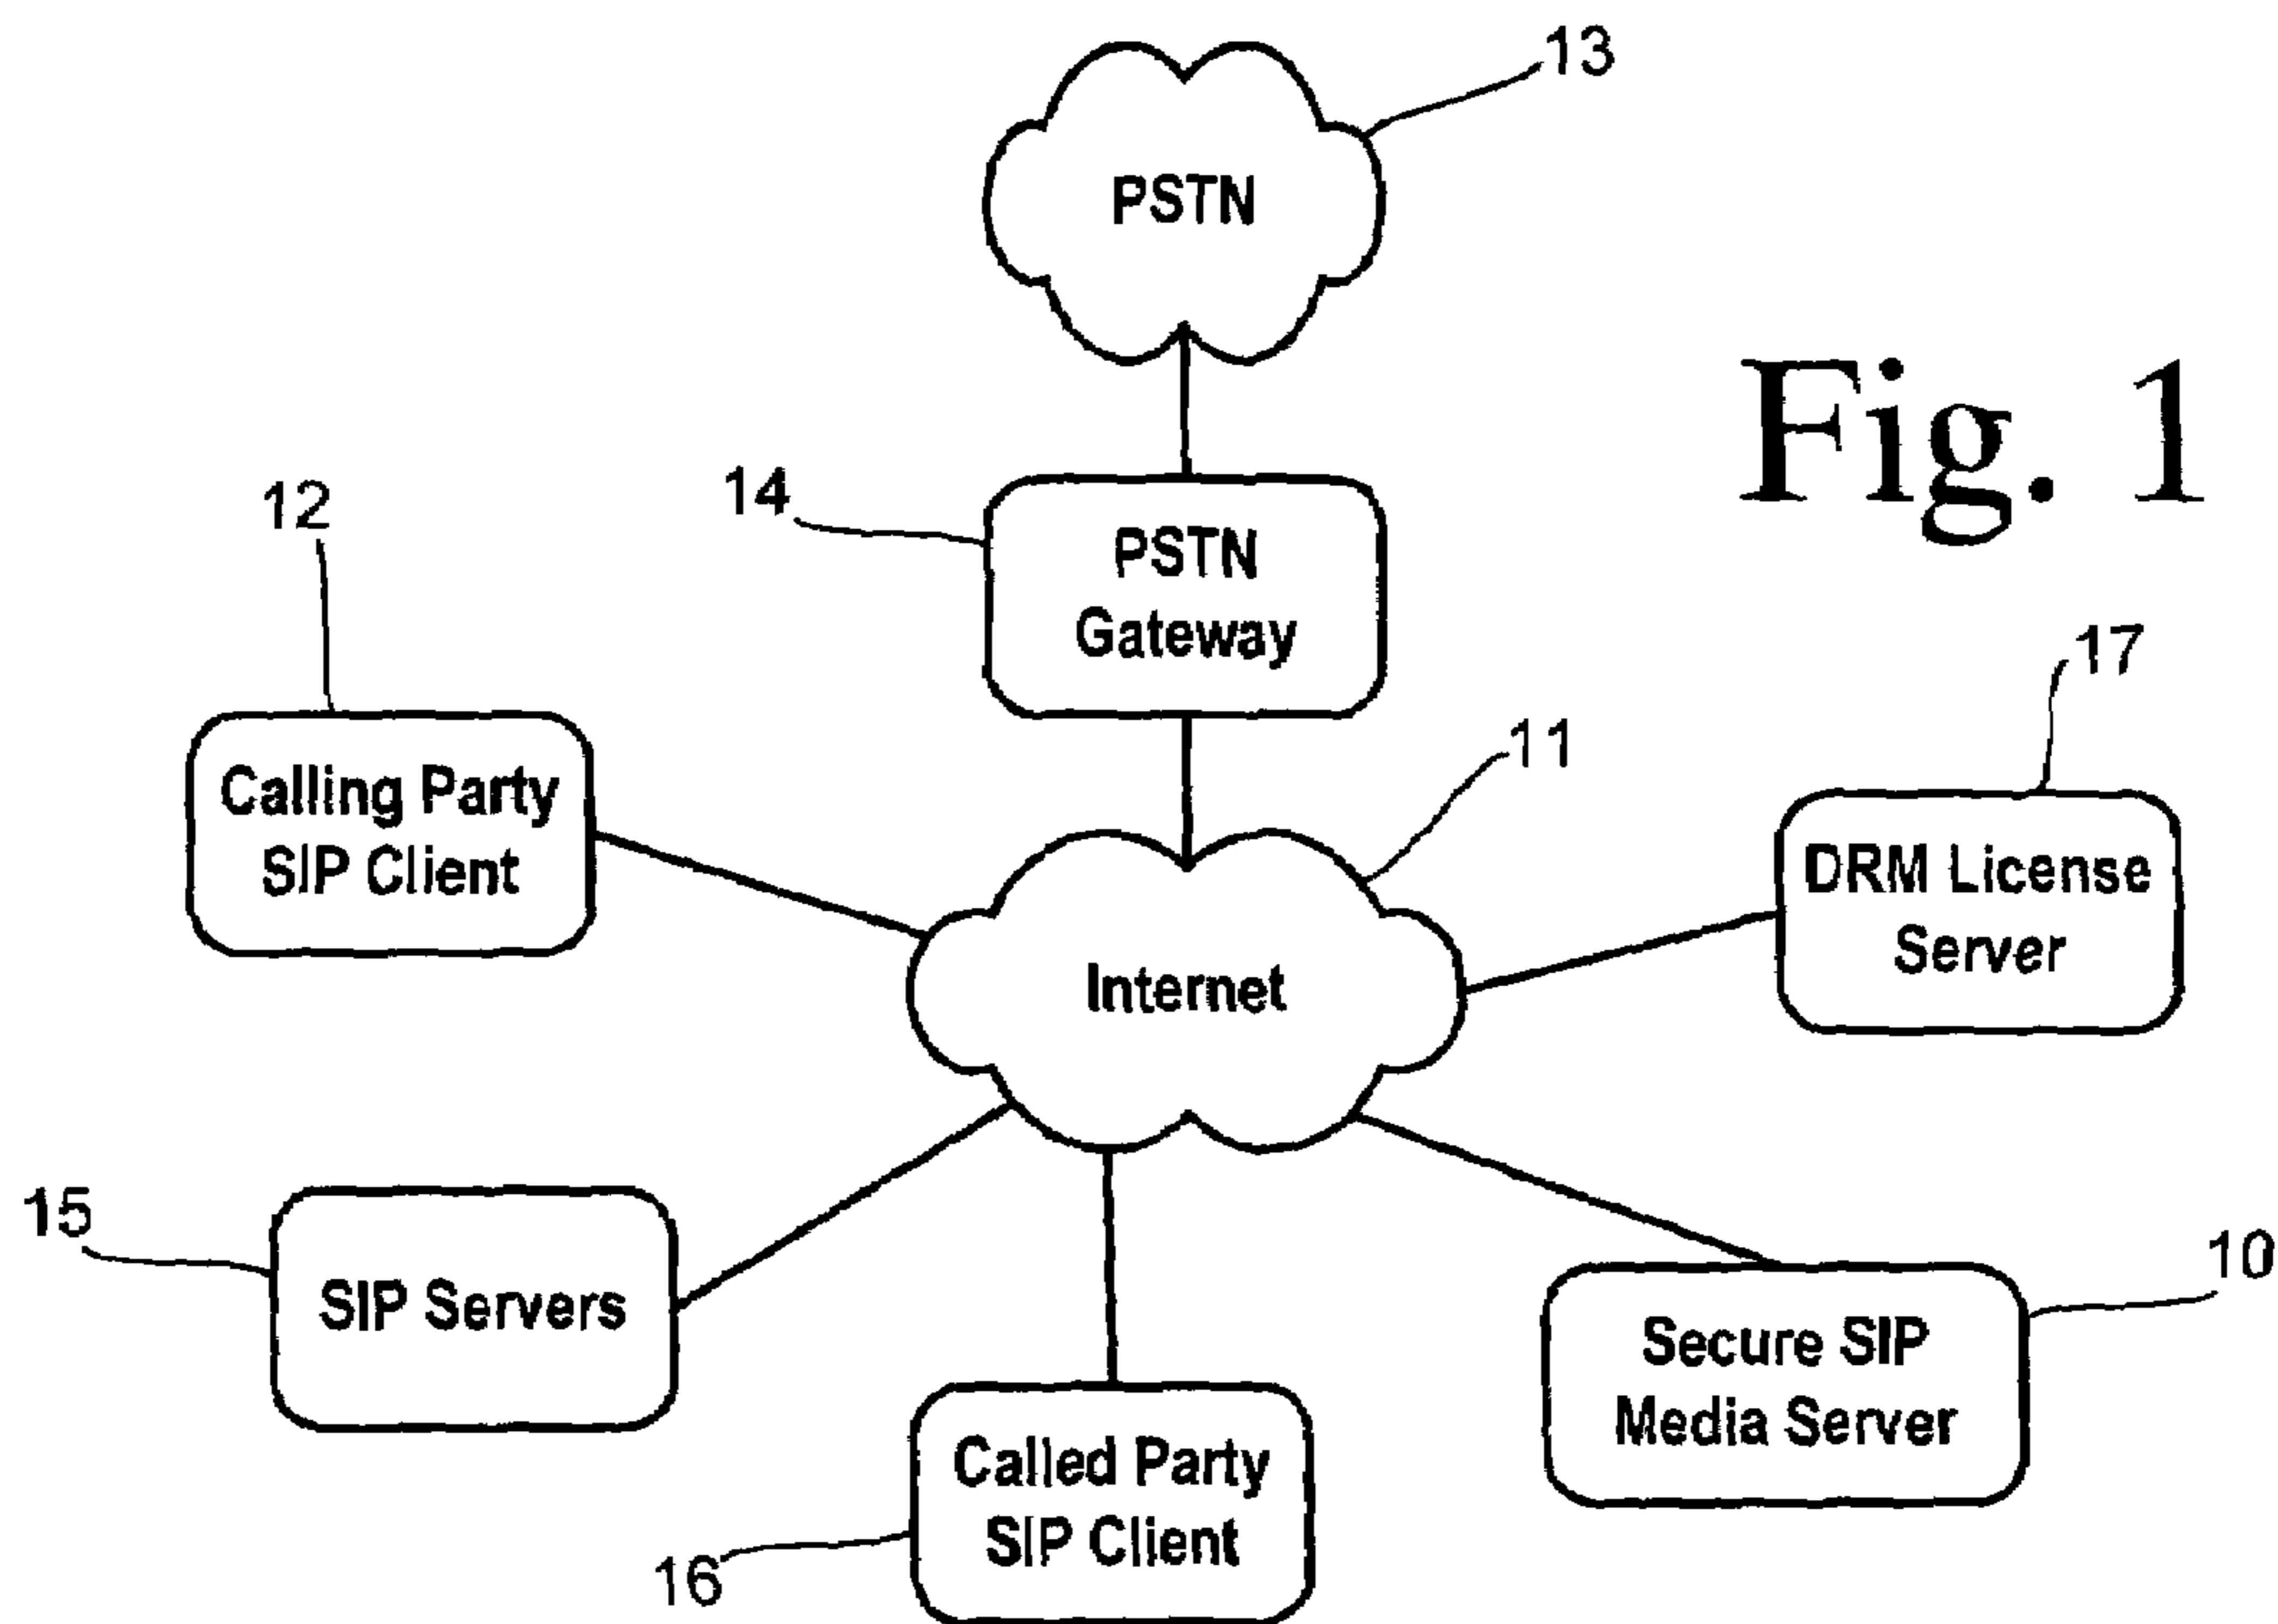 13
PSTN
Fig. 1
14
PSTN
Gateway
12
Calling Party
SIP Client
17
DRM License
Server
11
Internet
15
SIP Servers
10
Secure SIP
Media Server
16
Called Party
SIP Client